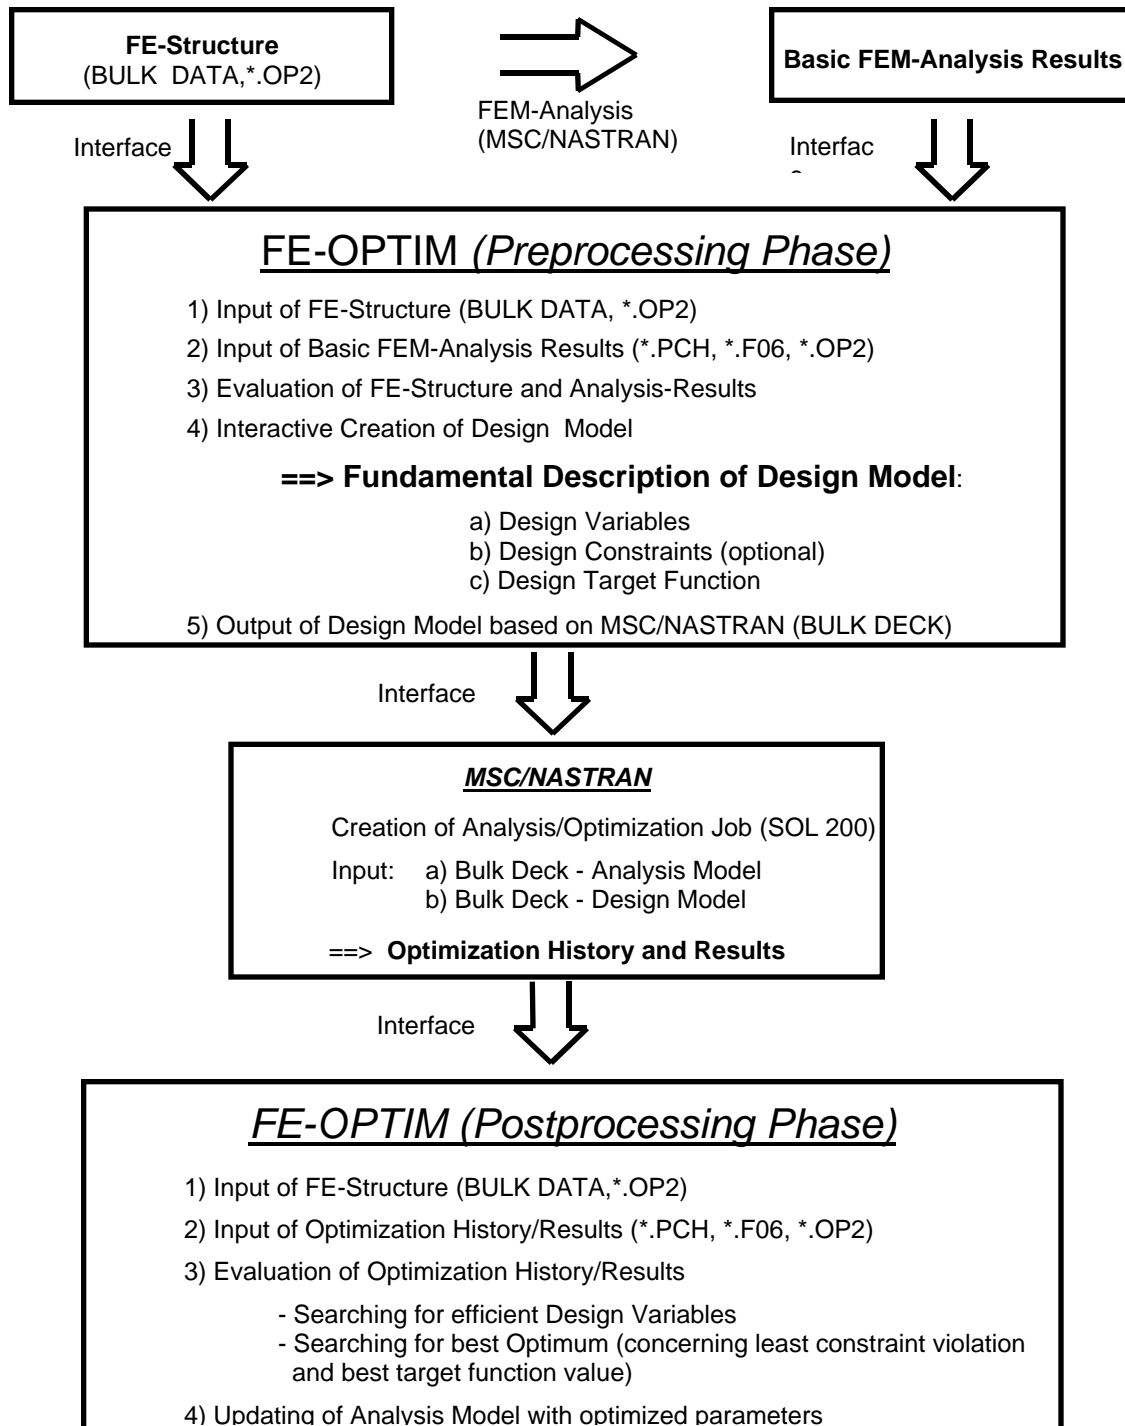 FE-Structure
(BULK DATA,*.OP2)
Basic FEM-Analysis Results
FEM-Analysis
(MSC/NASTRAN)
Interface
Interfac
FE-OPTIM (Preprocessing Phase)
1) Input of FE-Structure (BULK DATA, *.OP2)
2) Input of Basic FEM-Analysis Results (*.PCH, *.F06, *.OP2)
3) Evaluation of FE-Structure and Analysis-Results
4) Interactive Creation of Design Model
==> Fundamental Description of Design Model:
a) Design Variables
b) Design Constraints (optional)
c) Design Target Function
5) Output of Design Model based on MSC/NASTRAN (BULK DECK)
Interface
MSC/NASTRAN
Creation of Analysis/Optimization Job (SOL 200)
Input: a) Bulk Deck - Analysis Model
b) Bulk Deck - Design Model
==> Optimization History and Results
Interface
FE-OPTIM (Postprocessing Phase)
1) Input of FE-Structure (BULK DATA,*.OP2)
2) Input of Optimization History/Results (*.PCH, *.F06, *.OP2)
3) Evaluation of Optimization History/Results
- Searching for efficient Design Variables
- Searching for best Optimum (concerning least constraint violation
and best target function value)
4) Updating of Analysis Model with optimized parameters